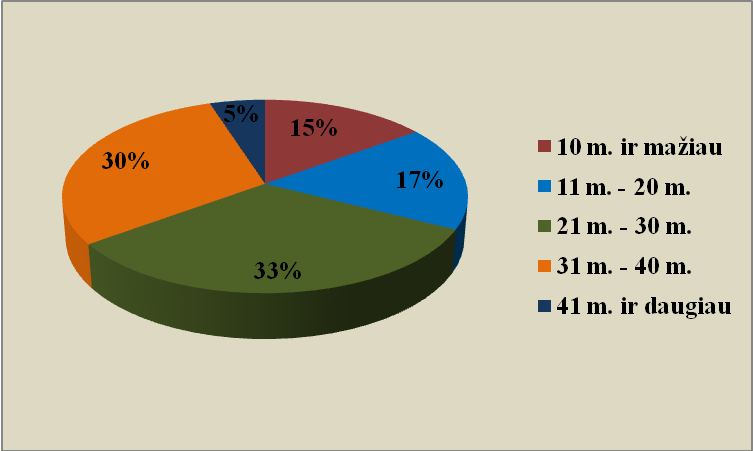 5%
15%
30%
17%
33%
10 m. ir mažiau
11 m. - 20 m.
21 m. - 30 m.
31 m. - 40 m.
41 m. ir daugiau